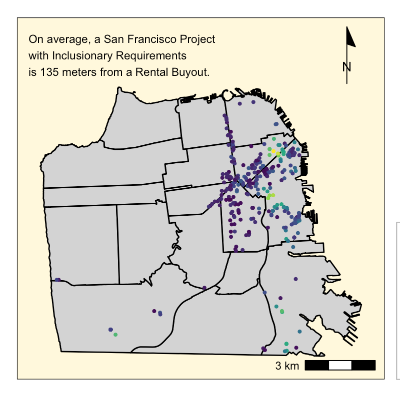 On average, a San Francisco Project
with Inclusionary Requirements
is 135 meters from a Rental Buyout.
N
3 km